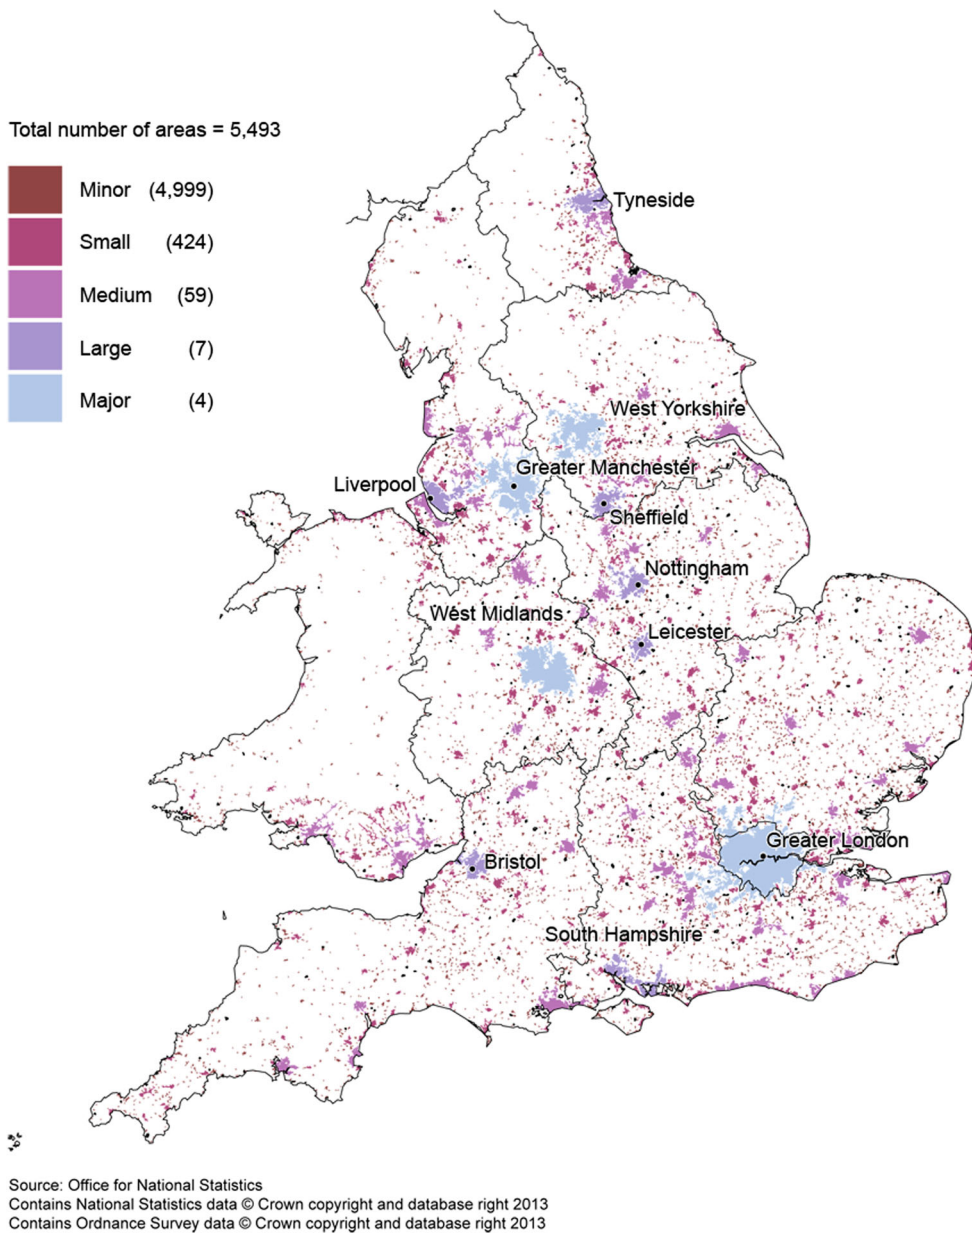 Total number of areas = 5,493
Minor (4,999)
Small (424)
Medium (59)
Large (7)
Major (4)
Tyneside
West Yorkshire
Greater Manchester
Liverpool
Sheffield
Nottingham
West Midlands
Leicester
Greater London
Bristol
South Hampshire
Source: Office for National Statistics
Contains National Statistics data © Crown copyright and database right 2013
Contains Ordnance Survey data © Crown copyright and database right 2013